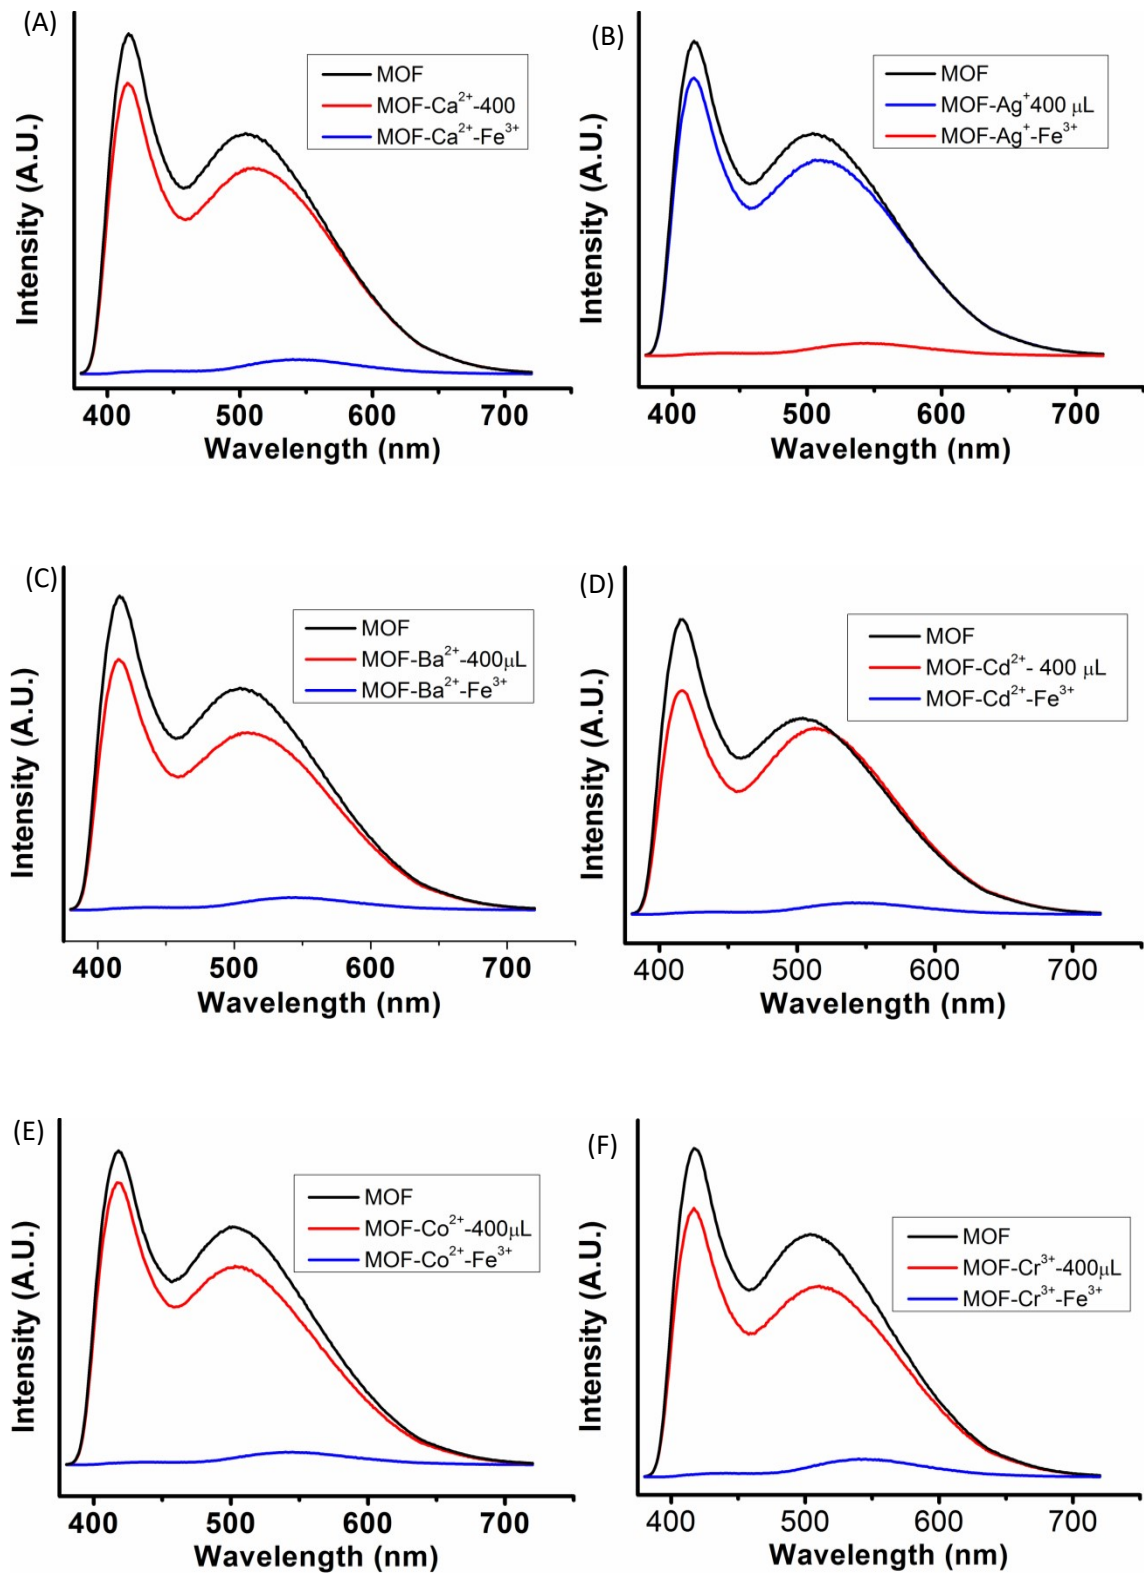 (A)
MOF
MOF-Ca²⁺-400
MOF-Ca²⁺-Fe³⁺
Intensity (A.U.)
400 500 600 700
Wavelength (nm)
(B)
MOF
MOF-Ag⁺400 μL
MOF-Ag⁺-Fe³⁺
Intensity (A.U.)
400 500 600 700
Wavelength (nm)
(C)
MOF
MOF-Ba²⁺-400μL
MOF-Ba²⁺-Fe³⁺
Intensity (A.U.)
400 500 600 700
Wavelength (nm)
(D)
MOF
MOF-Cd²⁺- 400 μL
MOF-Cd²⁺-Fe³⁺
Intensity (A.U.)
400 500 600 700
Wavelength (nm)
(E)
MOF
MOF-Co²⁺-400μL
MOF-Co²⁺-Fe³⁺
Intensity (A.U.)
400 500 600 700
Wavelength (nm)
(F)
MOF
MOF-Cr³⁺-400μL
MOF-Cr³⁺-Fe³⁺
Intensity (A.U.)
400 500 600 700
Wavelength (nm)